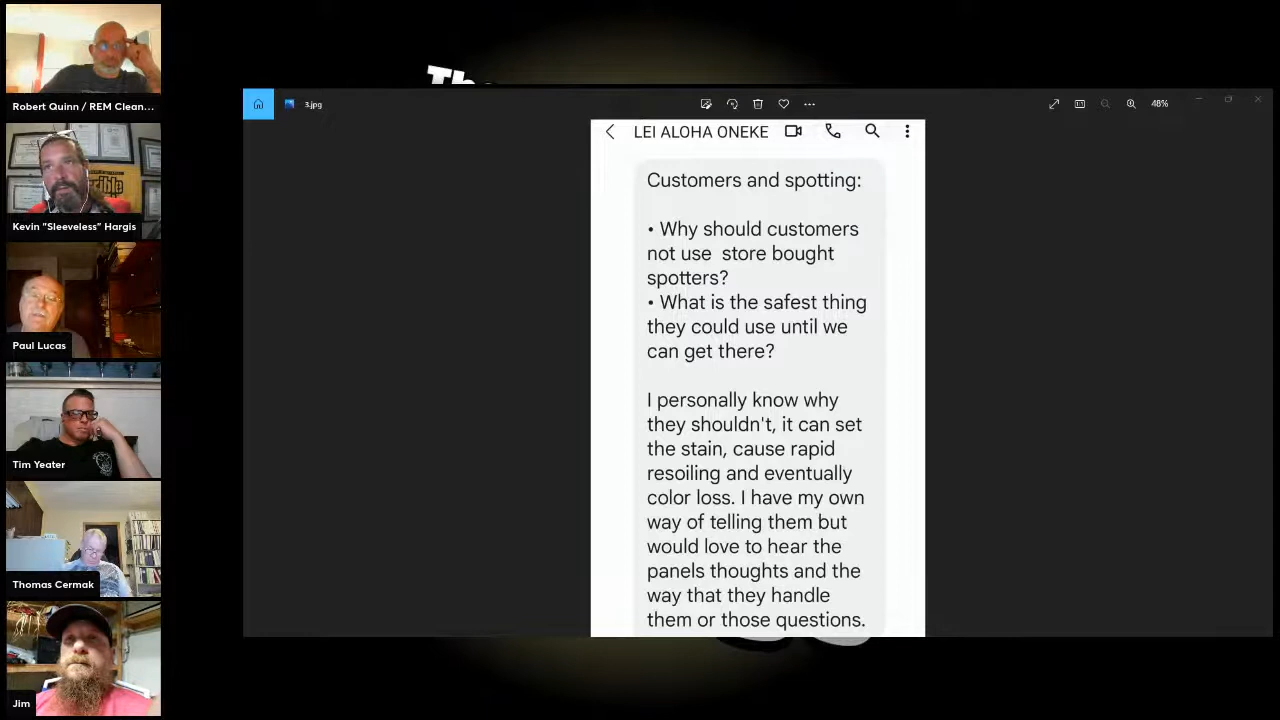 Robert Quinn / REM Clean...
Kevin "Sleeveless" Hargis
Paul Lucas
Tim Yeater
Thomas Cermak
Jim
Th
3.jpg
48%
LEI ALOHA ONEKE
Customers and spotting:
• Why should customers
not use store bought
spotters?
• What is the safest thing
they could use until we
can get there?
I personally know why
they shouldn't, it can set
the stain, cause rapid
resoiling and eventually
color loss. I have my own
way of telling them but
would love to hear the
panels thoughts and the
way that they handle
them or those questions.